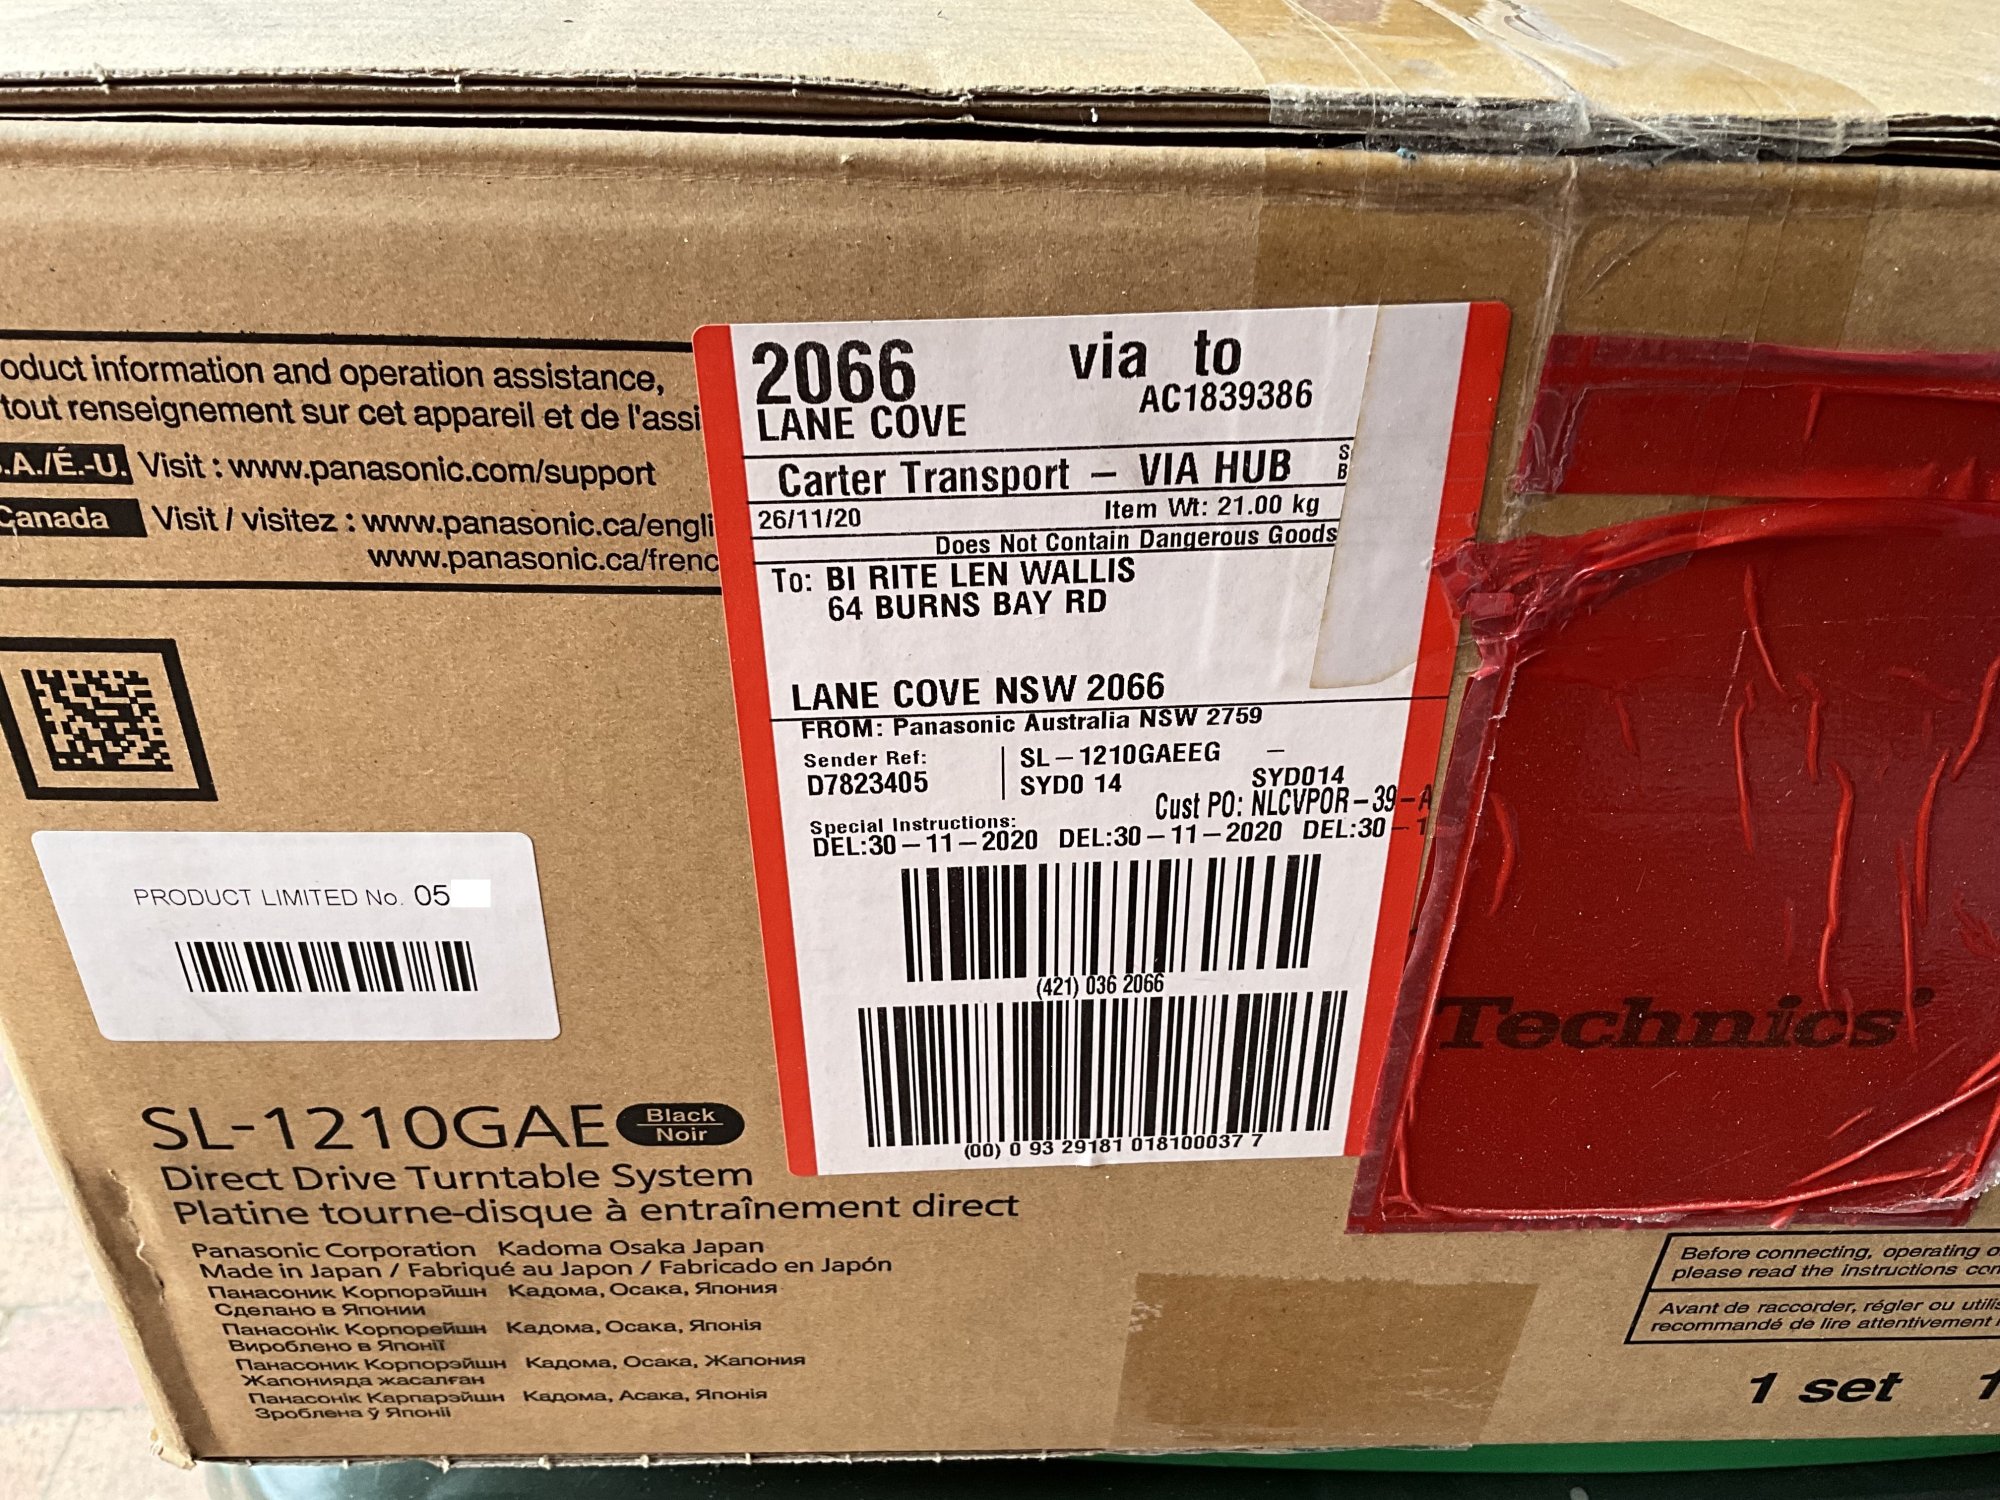 oduct information and operation assistance,
tout renseignement sur cet appareil et de l'assi
.A./É.-U. Visit : www.panasonic.com/support
Canada Visit / visitez : www.panasonic.ca/engli
www.panasonic.ca/frenc
2066 via to
AC1839386
LANE COVE
Carter Transport – VIA HUB
26/11/20 Item Wt: 21.00 kg
Does Not Contain Dangerous Goods
To: BI RITE LEN WALLIS
64 BURNS BAY RD
LANE COVE NSW 2066
FROM: Panasonic Australia NSW 2759
Sender Ref: SL–1210GAEEG –
D7823405 SYD0 14 SYD014
Cust PO: NLCVPOR–39–A
Special Instructions:
DEL:30–11–2020 DEL:30–11–2020 DEL:30–1
(421) 036 2066
(00) 0 93 29181 018100037 7
PRODUCT LIMITED No. 05
Technics®
SL-1210GAE Black
Noir
Direct Drive Turntable System
Platine tourne-disque à entraînement direct
Panasonic Corporation Kadoma Osaka Japan
Made in Japan / Fabriqué au Japon / Fabricado en Japón
Панасоник Корпорэйшн Кадома, Осака, Япония
Сделано в Японии
Панасонік Корпорейшн Кадома, Осака, Японія
Вироблено в Японії
Панасоник Корпорэйшн Кадома, Осака, Жапония
Жапонияда жасалған
Панасонік Карпарэйшн Кадома, Асака, Японія
Зроблена ў Японіі
Before connecting, operating o
please read the instructions com
Avant de raccorder, régler ou utilis
recommandé de lire attentivement
1 set 1